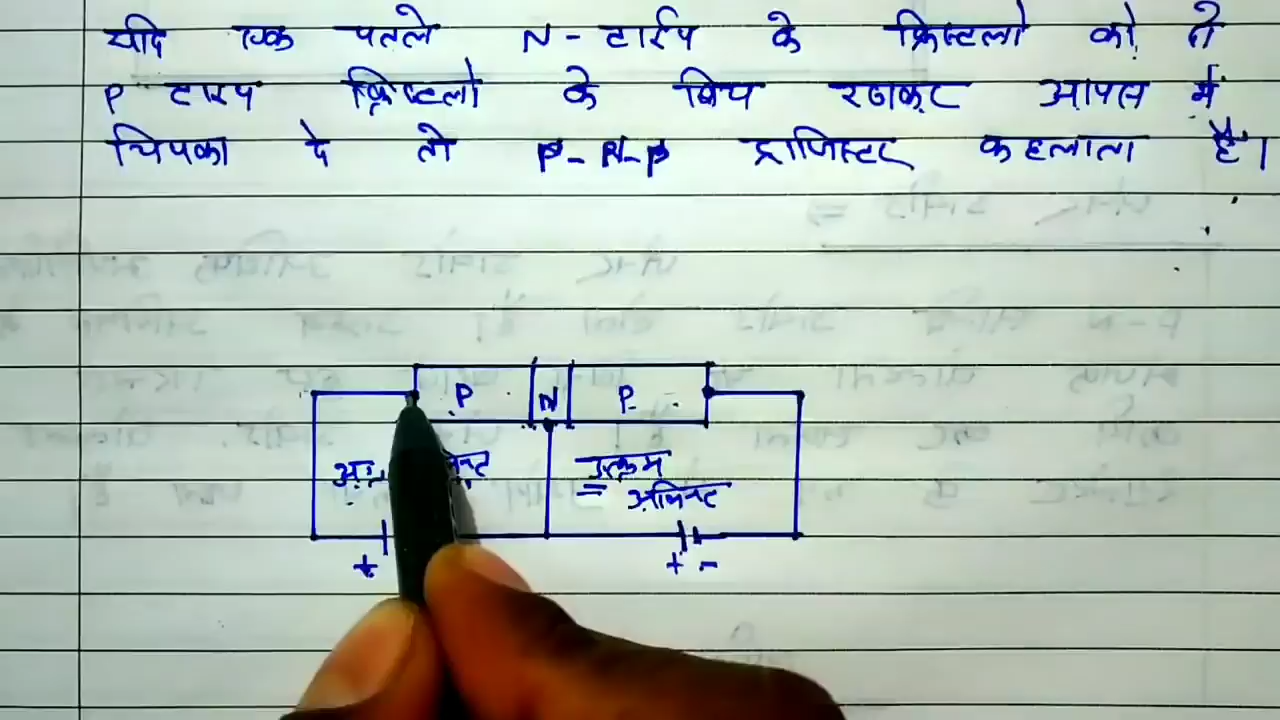 यदि एक पतले N-टाईप के क्रिस्टलो को ते
P टाइप क्रिस्टलो के बिच रखकर आपस में
चिपका दे तो P-N-P ट्रांजिस्टर कहलाता है।
P N P
उत्क्रम
अभिनत
+ + -